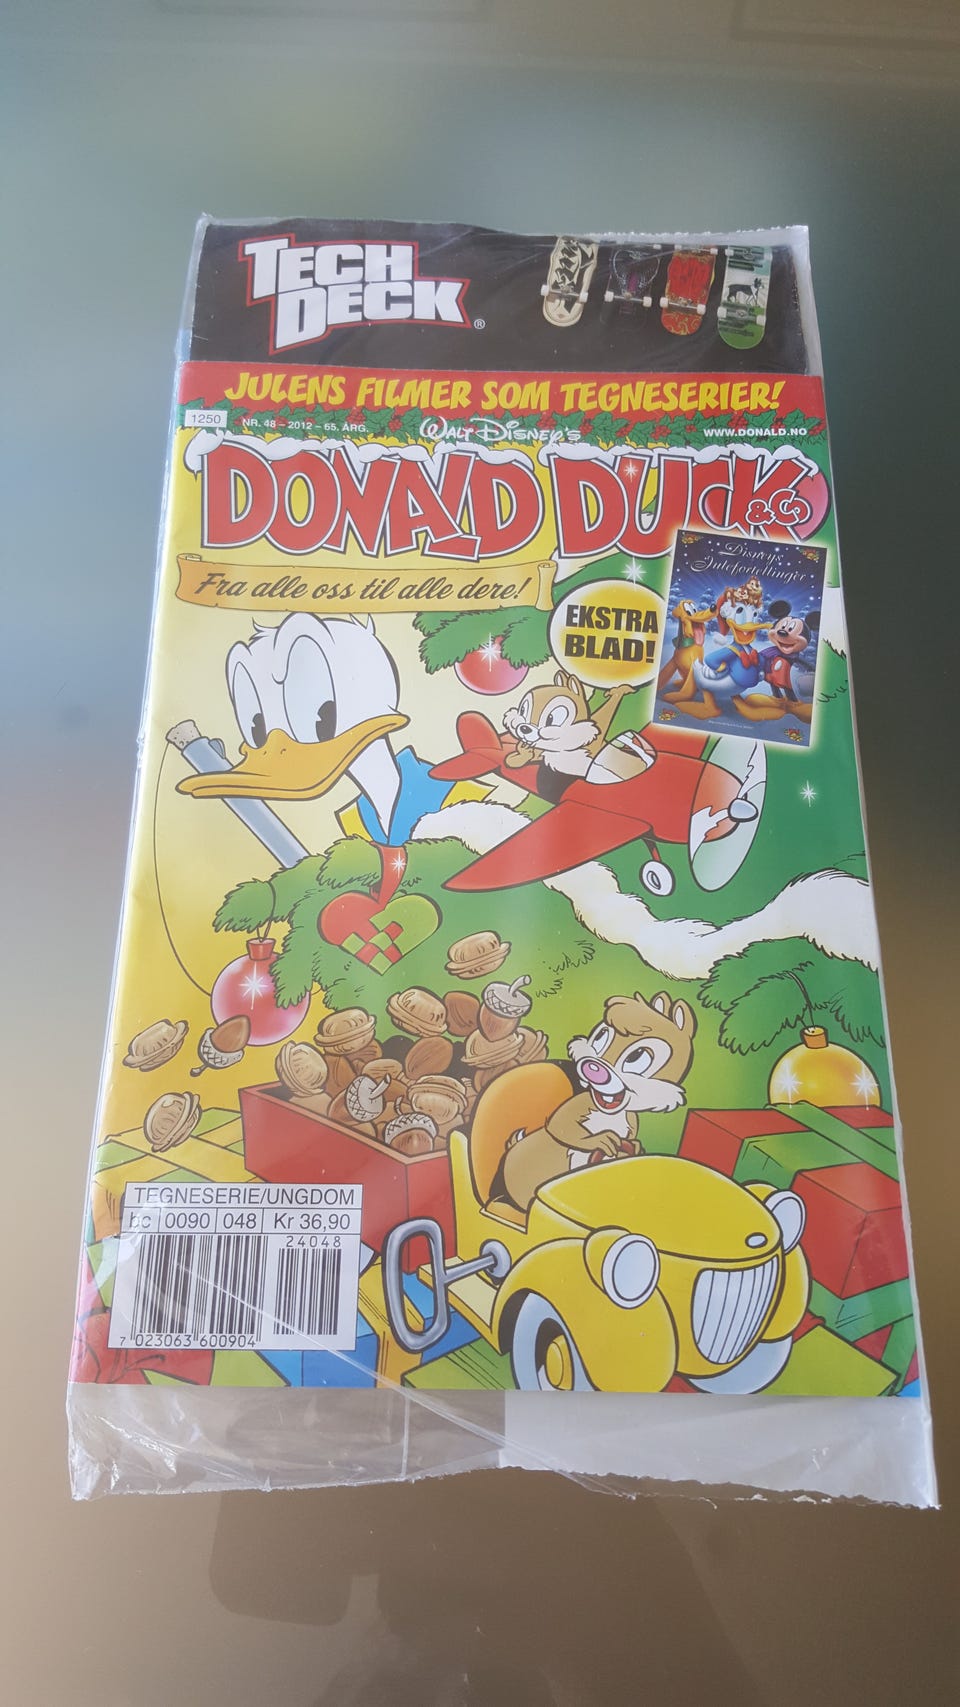 TECH
DECK®
JULENS FILMER SOM TEGNESERIER!
1250
NR. 48 – 2012 – 65. ÅRG.
WALT DISNEY'S
WWW.DONALD.NO
DONALD DUCK
&CO
Fra alle oss til alle dere!
EKSTRA
BLAD!
Disneys
Julefortellinger
TEGNESERIE/UNGDOM
bc 0090 048 Kr 36,90
24048
7 023063 600904